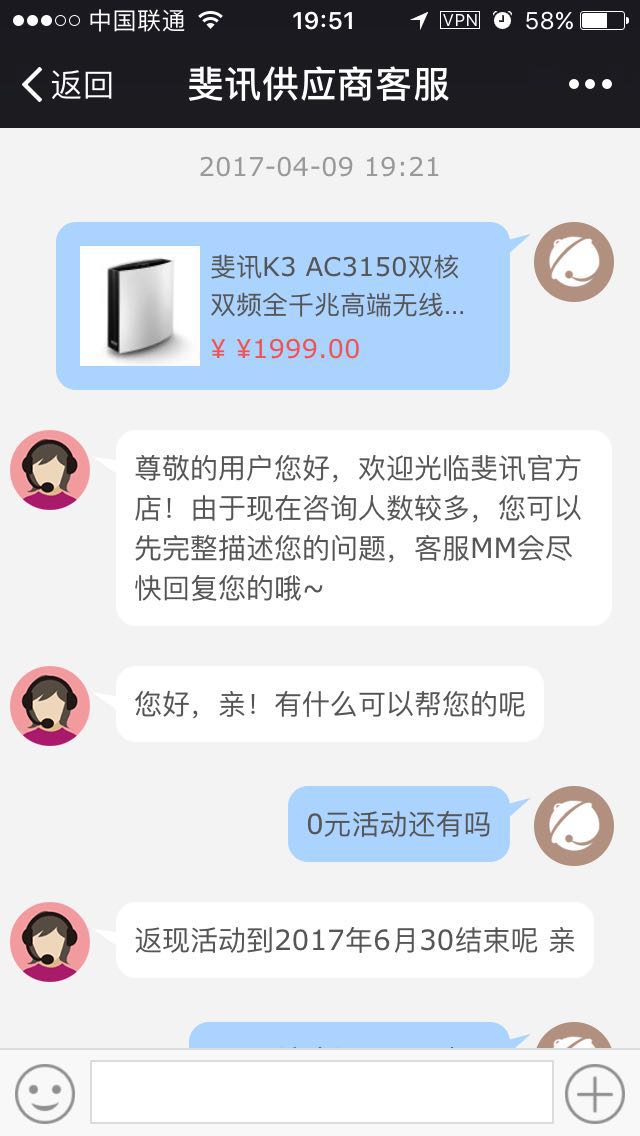 中国联通
19:51
VPN
58%
返回
斐讯供应商客服
2017-04-09 19:21
斐讯K3 AC3150双核
双频全千兆高端无线...
¥ ¥1999.00
尊敬的用户您好，欢迎光临斐讯官方
店！由于现在咨询人数较多，您可以
先完整描述您的问题，客服MM会尽
快回复您的哦~
您好，亲！有什么可以帮您的呢
0元活动还有吗
返现活动到2017年6月30结束呢 亲